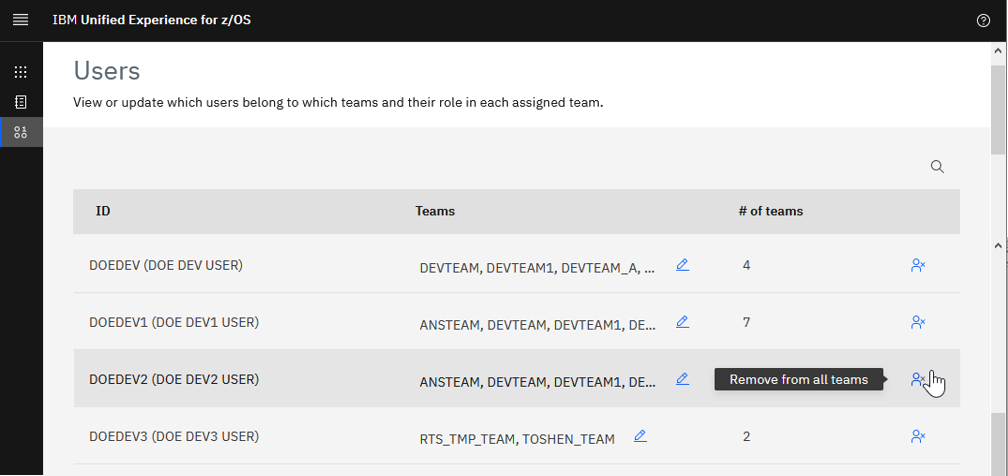 IBM Unified Experience for z/OS
Users
View or update which users belong to which teams and their role in each assigned team.
ID Teams # of teams
DOEDEV (DOE DEV USER) DEVTEAM, DEVTEAM1, DEVTEAM_A, ... 4
DOEDEV1 (DOE DEV1 USER) ANSTEAM, DEVTEAM, DEVTEAM1, DE... 7
DOEDEV2 (DOE DEV2 USER) ANSTEAM, DEVTEAM, DEVTEAM1, DE... Remove from all teams
DOEDEV3 (DOE DEV3 USER) RTS_TMP_TEAM, TOSHEN_TEAM 2